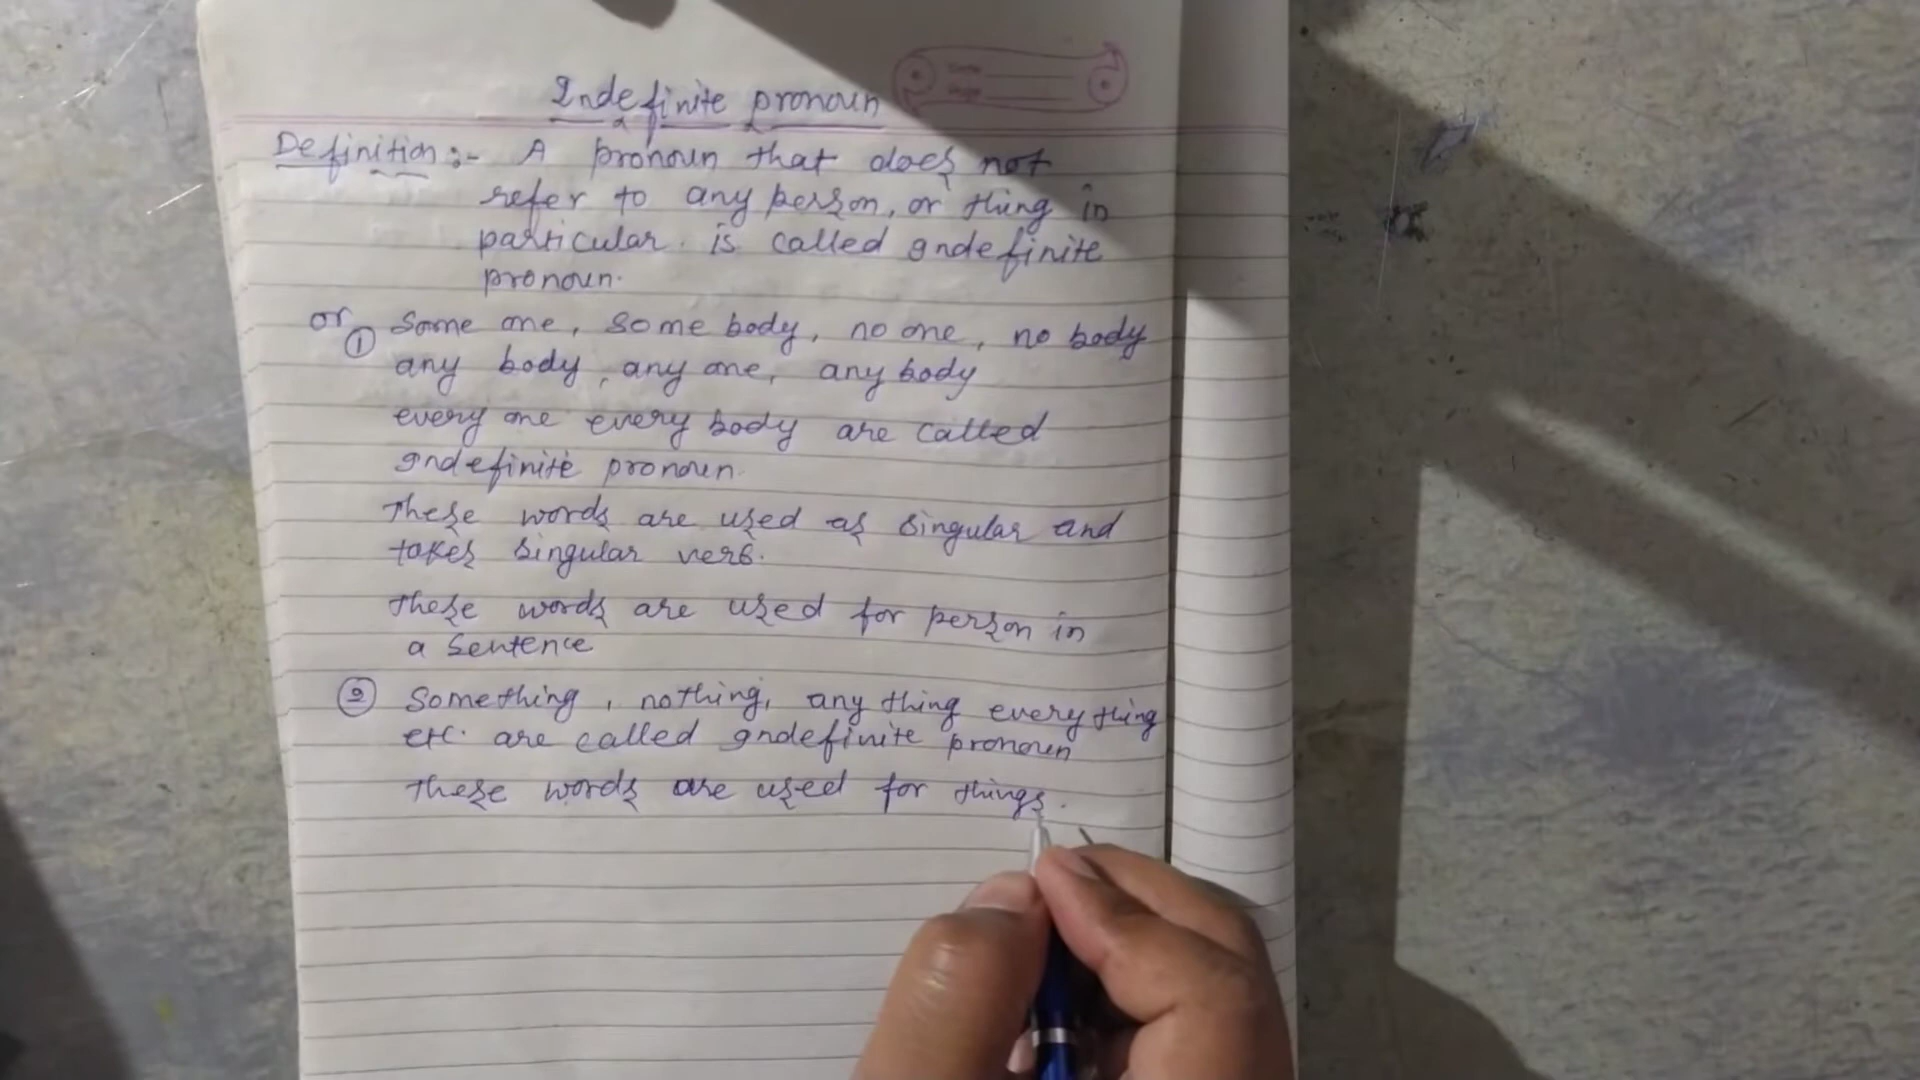 Indefinite pronoun
Definition :- A pronoun that does not
refer to any person, or thing in
particular. is called indefinite
pronoun.
or ① Some one, some body, no one, no body
any body, any one, any body
every one every body are called
indefinite pronoun.
These words are used as singular and
takes singular verb.
These words are used for person in
a sentence
② Something, nothing, any thing every thing
etc. are called indefinite pronoun
These words are used for things.